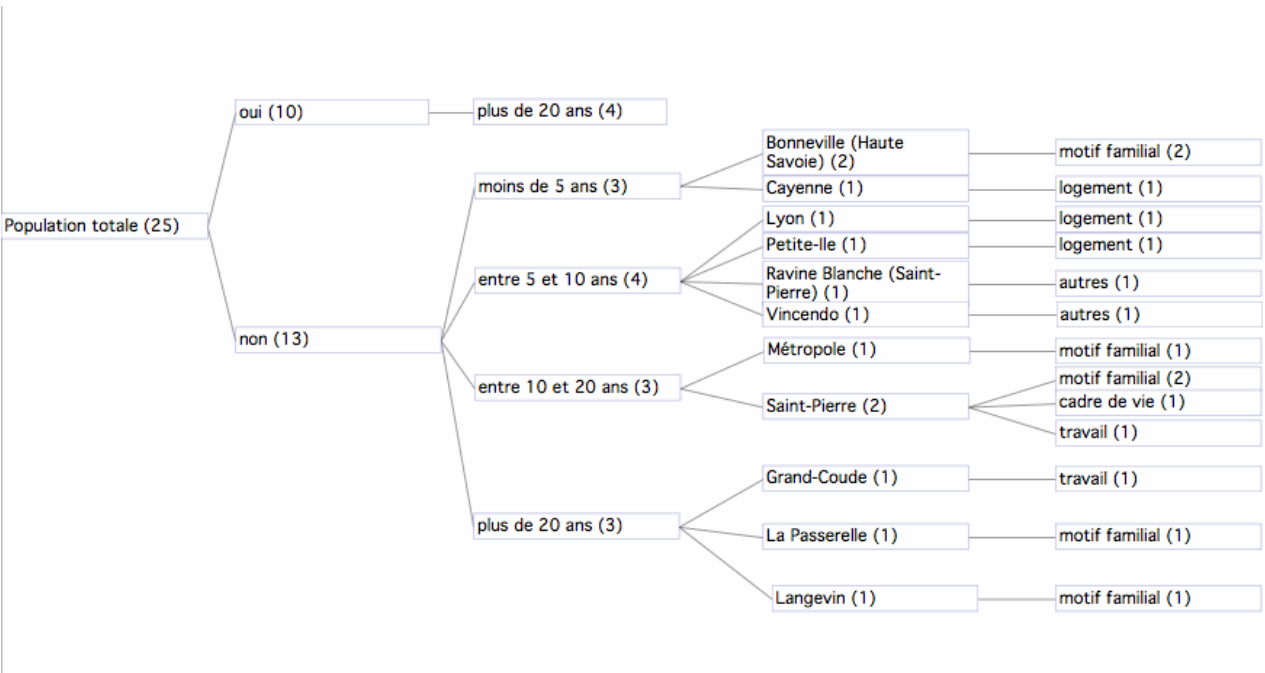 oui (10)
plus de 20 ans (4)
Bonneville (Haute
Savoie) (2)
motif familial (2)
moins de 5 ans (3)
Cayenne (1)
logement (1)
Population totale (25)
Lyon (1)
logement (1)
Petite-Ile (1)
logement (1)
entre 5 et 10 ans (4)
Ravine Blanche (Saint-
Pierre) (1)
autres (1)
Vincendo (1)
autres (1)
non (13)
Métropole (1)
motif familial (1)
entre 10 et 20 ans (3)
motif familial (2)
Saint-Pierre (2)
cadre de vie (1)
travail (1)
Grand-Coude (1)
travail (1)
plus de 20 ans (3)
La Passerelle (1)
motif familial (1)
Langevin (1)
motif familial (1)